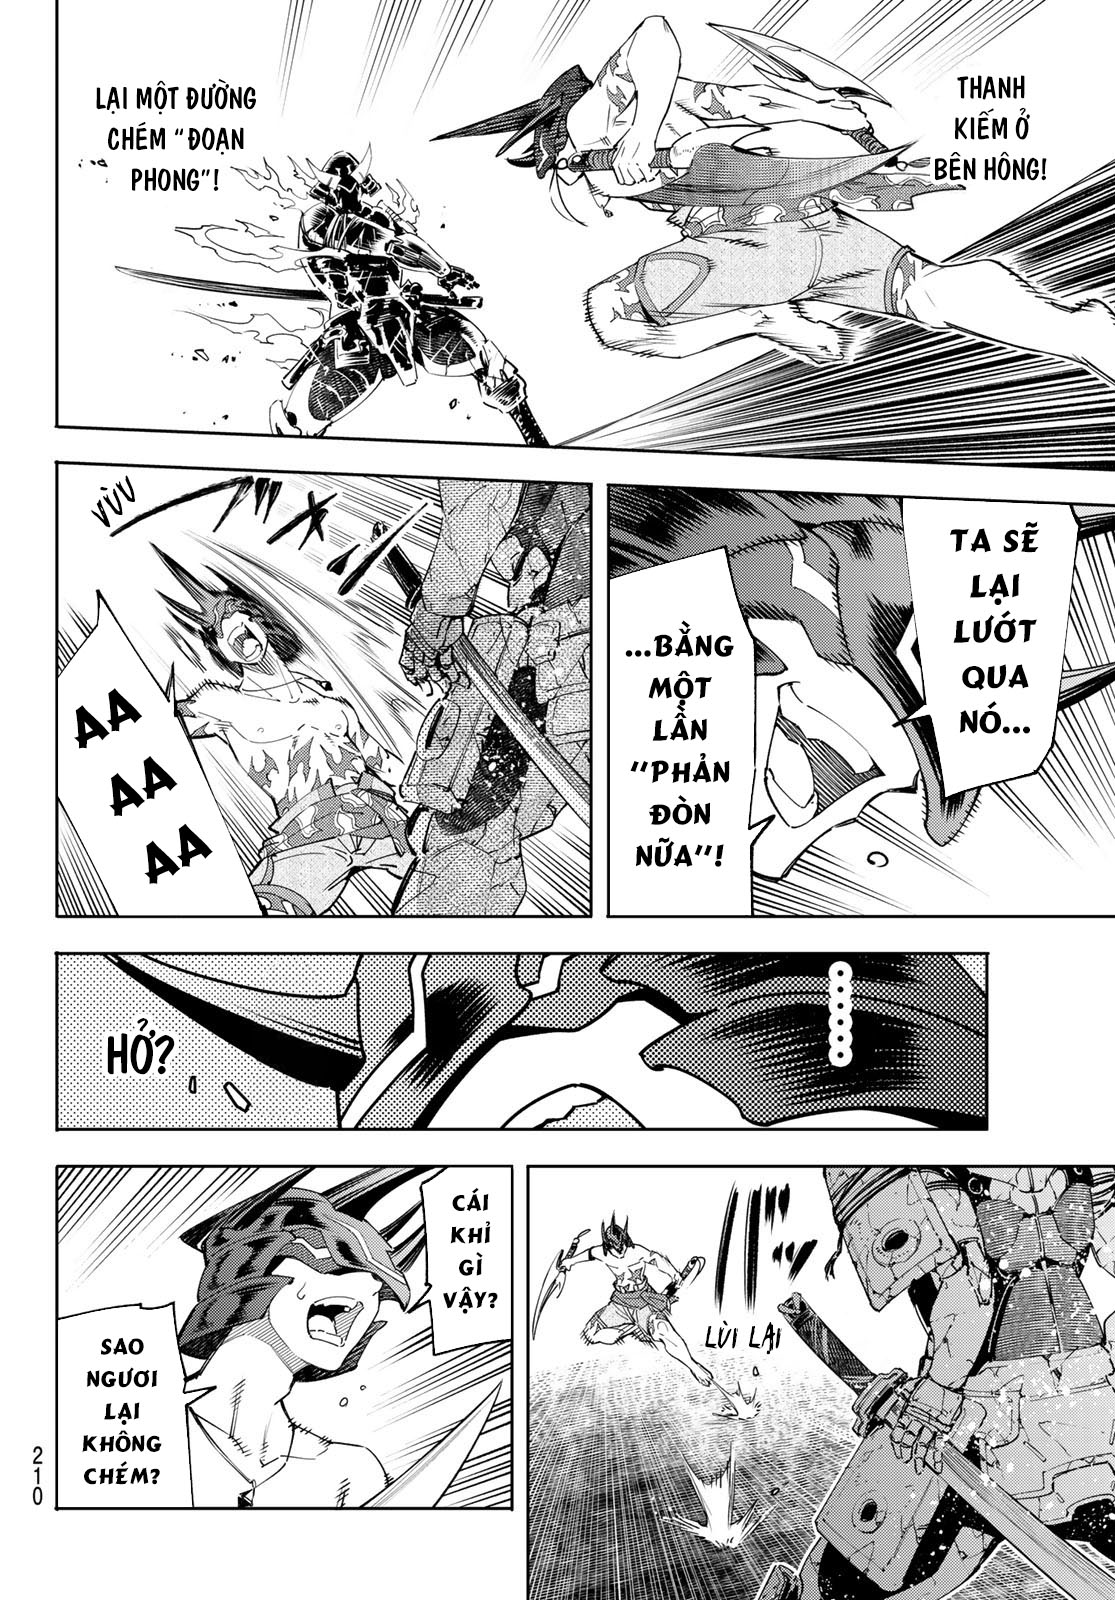 THANH
KIẾM Ở
BÊN HÔNG!
LẠI MỘT ĐƯỜNG
CHÉM “ĐOẠN
PHONG”!
TA SẼ
LẠI
LƯỚT
QUA
NÓ...
...BẰNG
MỘT
LẦN
"PHẢN
ĐÒN
NỮA"!
VÙV
AA
AA
AA
HỞ?
LÙI LẠI
CÁI
KHỈ
GÌ
VẬY?
SAO
NGƯƠI
LẠI
KHÔNG
CHÉM?
210